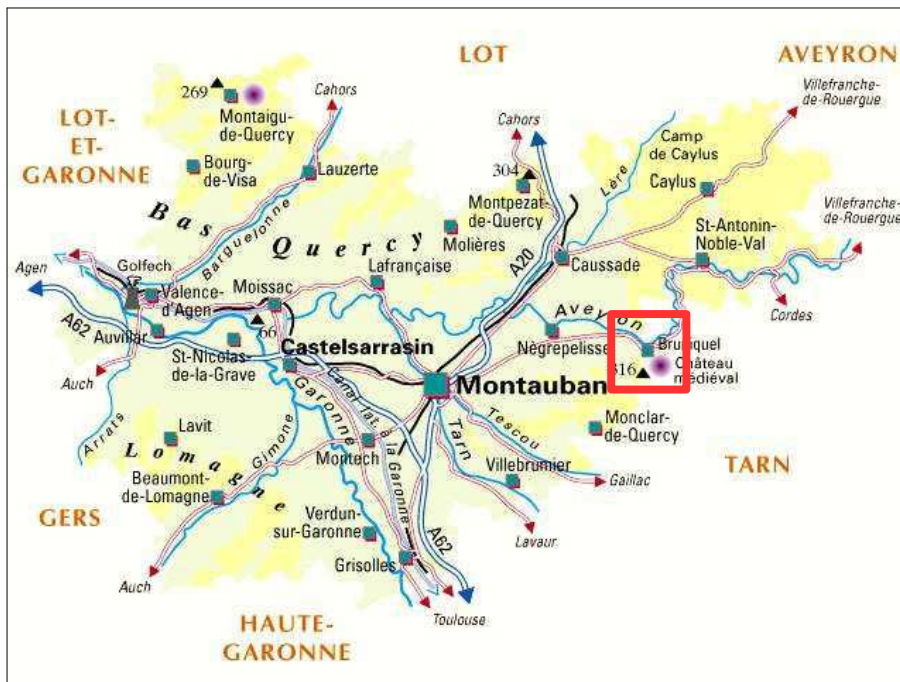 LOT
AVEYRON
Villefranche-
de-Rouergue
269
Cahors
Montaigu-
de-Quercy
Cahors
Camp
de Caylus
LOT-
ET-
GARONNE
Bourg-
de-Visa
Lauzerte
304
Lère
Caylus
Montpezat-
de-Quercy
Villefranche-
de-Rouergue
Bas
Quercy
Barguelonne
Molières
St-Antonin-
Noble-Val
A20
Agen
Golfech
Lafrançaise
Caussade
Valence-
d'Agen
Moissac
Aveyron
Cordes
A62
Auvillar
66
St-Nicolas-
de-la-Grave
Castelsarrasin
Nègrepelisse
Bruniquel
Château
médiéval
316
Auch
Arrats
Garonne
Canal lat. à la Garonne
Montauban
Lavit
Lomagne
Gimone
Montech
Tarn
Tescou
Monclar-
de-Quercy
TARN
Beaumont-
de-Lomagne
Villebrumier
Gaillac
GERS
Verdun-
sur-Garonne
A62
Lavaur
Grisolles
Auch
Toulouse
HAUTE-
GARONNE